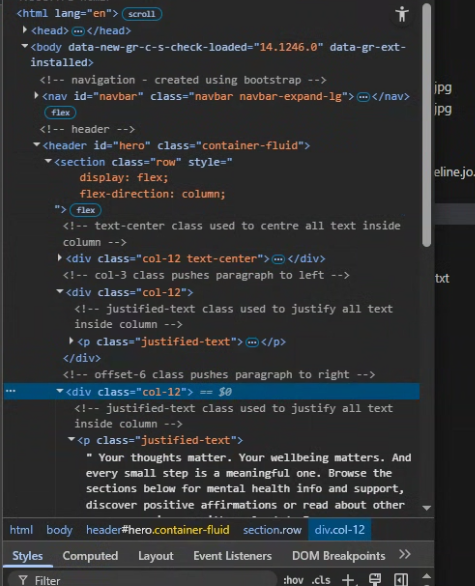 <html lang="en"> scroll
<head> ⋯ </head>
<body data-new-gr-c-s-check-loaded="14.1246.0" data-gr-ext-
installed>
<!-- navigation - created using bootstrap -->
<nav id="navbar" class="navbar navbar-expand-lg"> ⋯ </nav>
flex
<!-- header -->
<header id="hero" class="container-fluid">
<section class="row" style="
display: flex;
flex-direction: column;
"> flex
<!-- text-center class used to centre all text inside
column -->
<div class="col-12 text-center"> ⋯ </div>
<!-- col-3 class pushes paragraph to left -->
<div class="col-12">
<!-- justified-text class used to justify all text
inside column -->
<p class="justified-text"> ⋯ </p>
</div>
<!-- offset-6 class pushes paragraph to right -->
<div class="col-12"> == $0
<!-- justified-text class used to justify all text
inside column -->
<p class="justified-text">
" Your thoughts matter. Your wellbeing matters. And
every small step is a meaningful one. Browse the
sections below for mental health info and support,
discover positive affirmations or read about other
html body header#hero.container-fluid section.row div.col-12
Styles Computed Layout Event Listeners DOM Breakpoints >>
Filter :hov .cls +
jpg
jpg
eline.jo.
txt